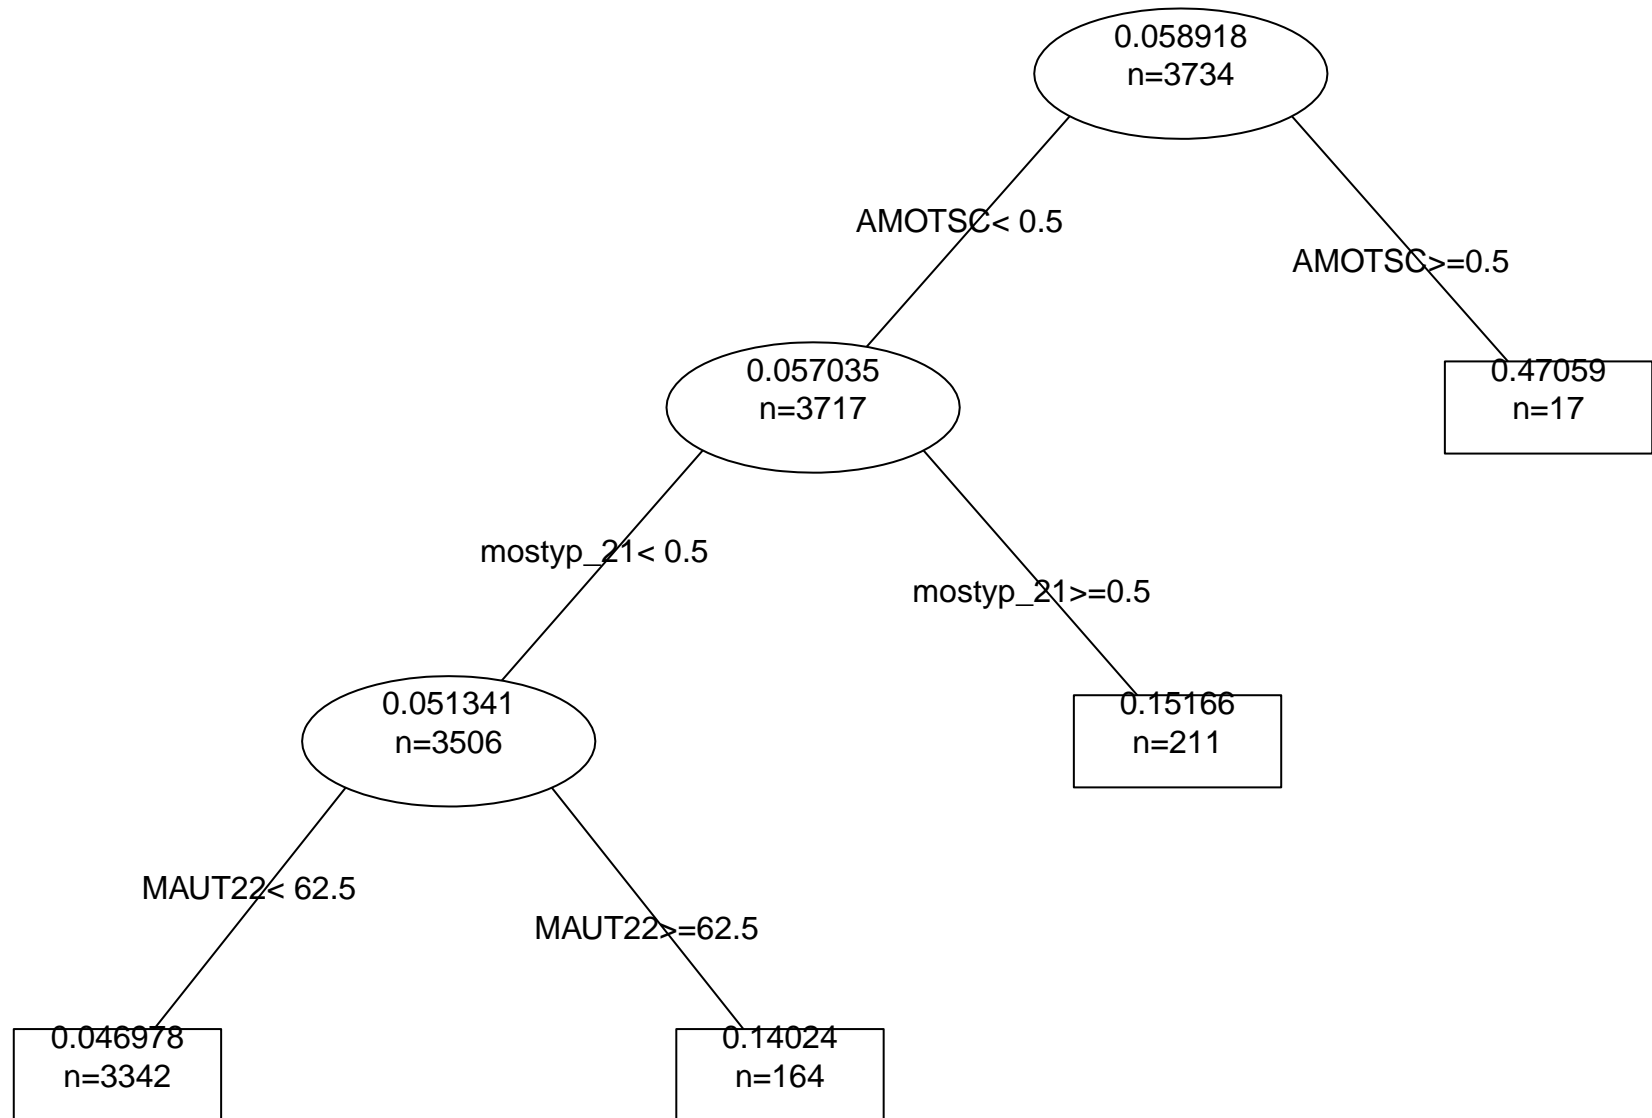 0.058918
n=3734
AMOTSC< 0.5
AMOTSC>=0.5
0.057035
n=3717
0.47059
n=17
mostyp_21< 0.5
mostyp_21>=0.5
0.051341
n=3506
0.15166
n=211
MAUT22< 62.5
MAUT22>=62.5
0.046978
n=3342
0.14024
n=164